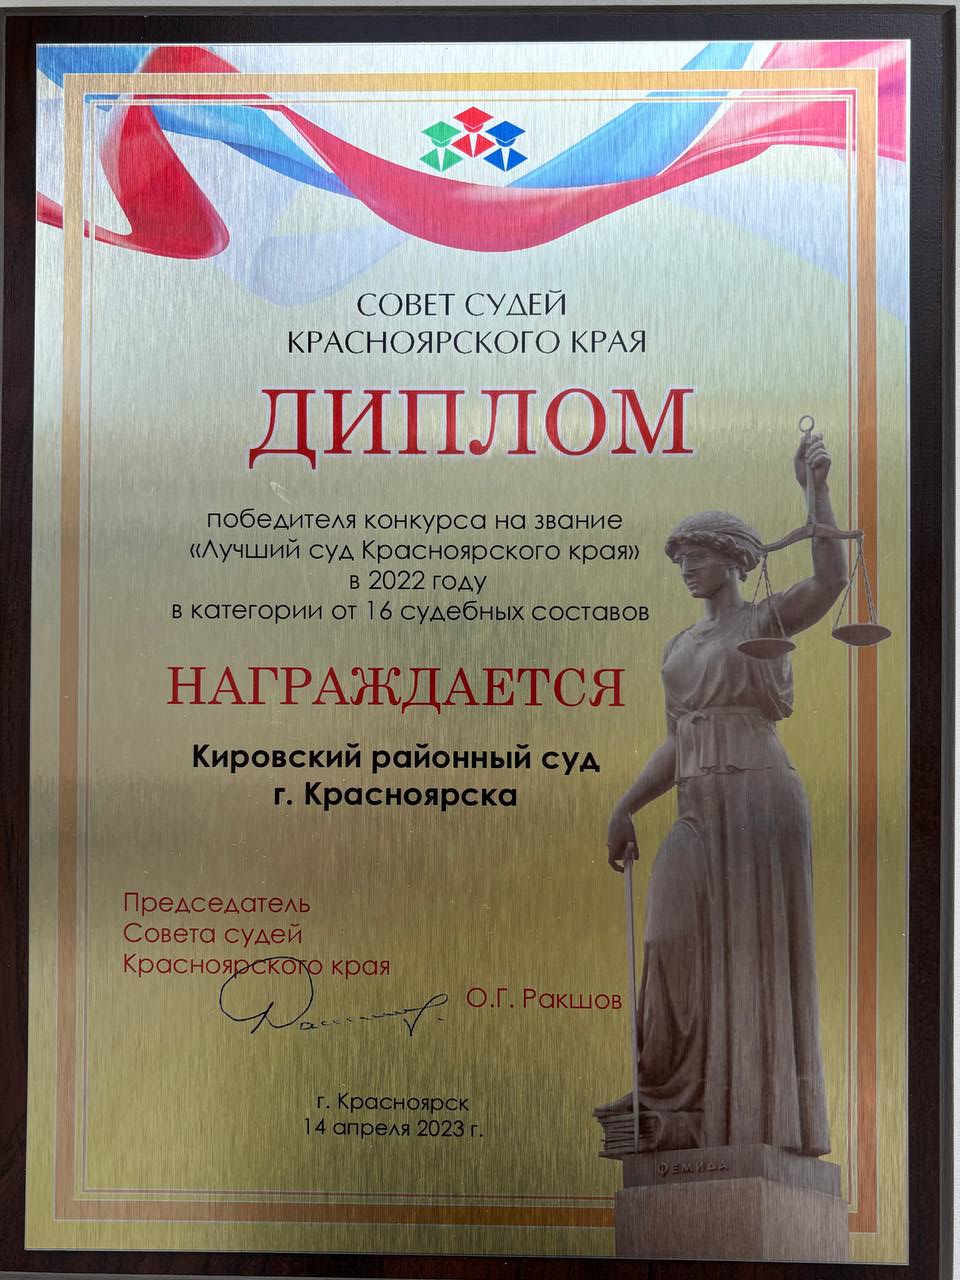 СОВЕТ СУДЕЙ
КРАСНОЯРСКОГО КРАЯ
ДИПЛОМ
победителя конкурса на звание
«Лучший суд Красноярского края»
в 2022 году
в категории от 16 судебных составов
НАГРАЖДАЕТСЯ
Кировский районный суд
г. Красноярска
Председатель
Совета судей
Красноярского края
О.Г. Ракшов
г. Красноярск
14 апреля 2023 г.
ФЕМИДА